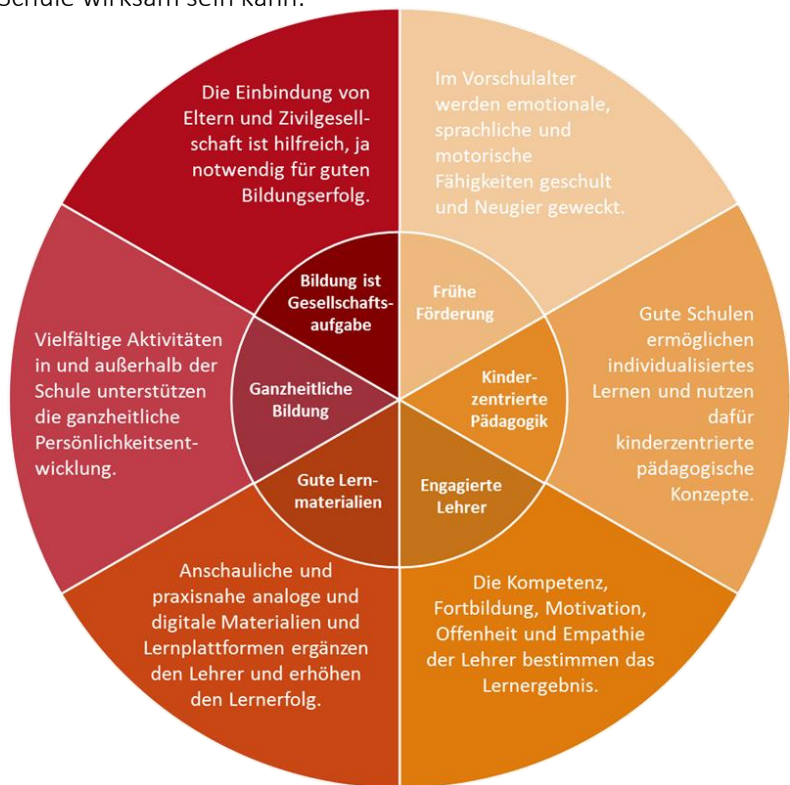 Schule wirksam sein kann.
Die Einbindung von
Eltern und Zivilgesell-
schaft ist hilfreich, ja
notwendig für guten
Bildungserfolg.
Im Vorschulalter
werden emotionale,
sprachliche und
motorische
Fähigkeiten geschult
und Neugier geweckt.
Bildung ist
Gesellschafts-
aufgabe
Frühe
Förderung
Vielfältige Aktivitäten
in und außerhalb der
Schule unterstützen
die ganzheitliche
Persönlichkeitsent-
wicklung.
Ganzheitliche
Bildung
Kinder-
zentrierte
Pädagogik
Gute Schulen
ermöglichen
individualisiertes
Lernen und nutzen
dafür
kinderzentrierte
pädagogische
Konzepte.
Gute Lern-
materialien
Engagierte
Lehrer
Anschauliche und
praxisnahe analoge und
digitale Materialien und
Lernplattformen ergänzen
den Lehrer und erhöhen
den Lernerfolg.
Die Kompetenz,
Fortbildung, Motivation,
Offenheit und Empathie
der Lehrer bestimmen das
Lernergebnis.